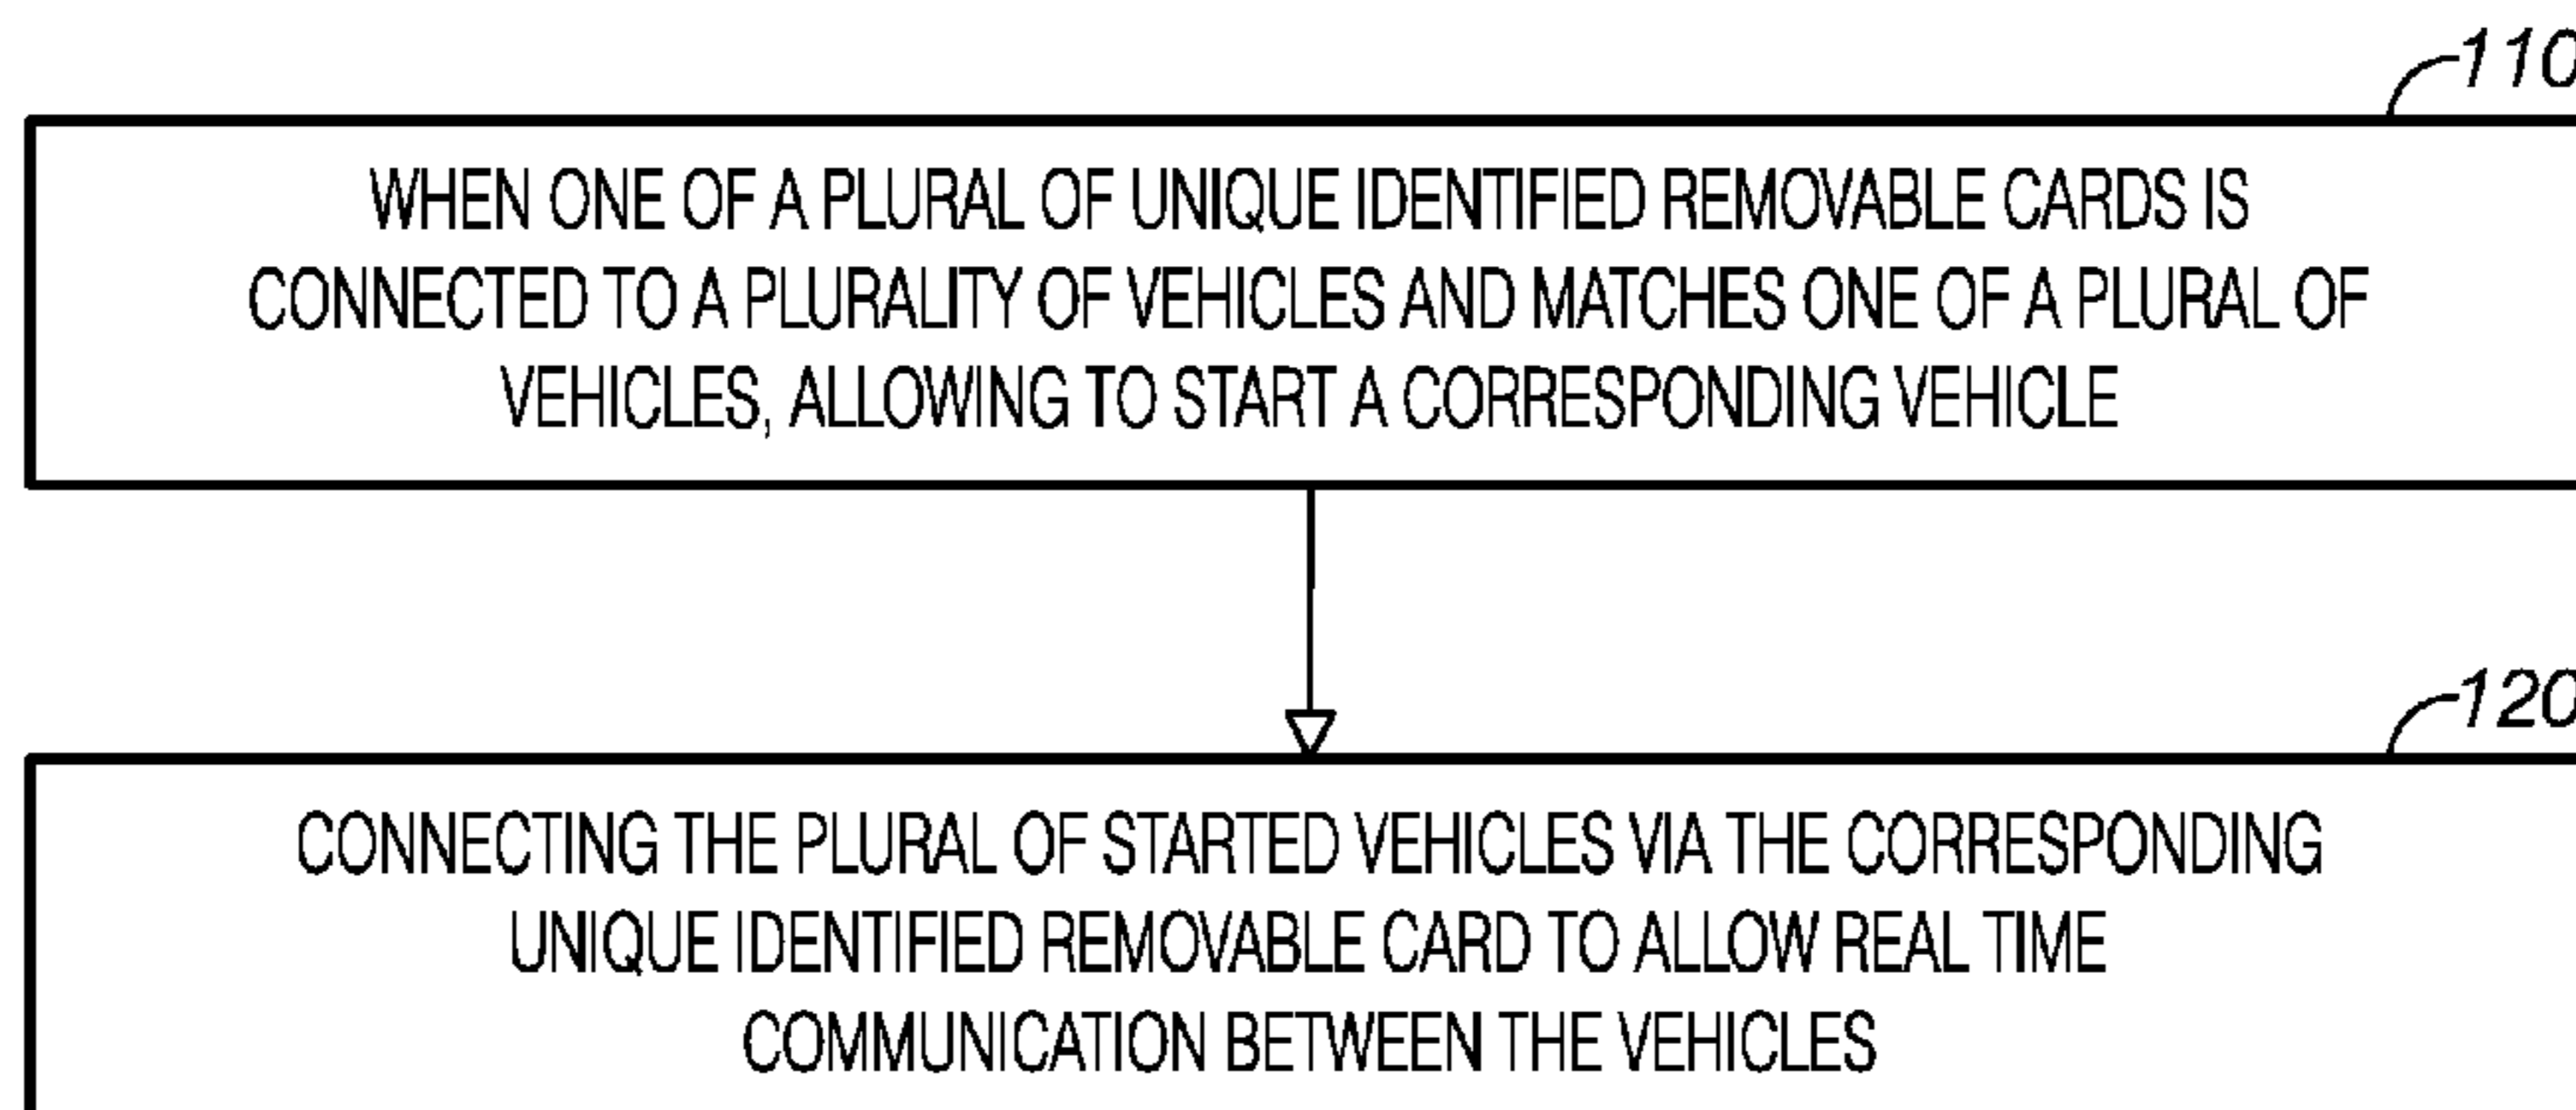 110
WHEN ONE OF A PLURAL OF UNIQUE IDENTIFIED REMOVABLE CARDS IS
CONNECTED TO A PLURALITY OF VEHICLES AND MATCHES ONE OF A PLURAL OF
VEHICLES, ALLOWING TO START A CORRESPONDING VEHICLE
120
CONNECTING THE PLURAL OF STARTED VEHICLES VIA THE CORRESPONDING
UNIQUE IDENTIFIED REMOVABLE CARD TO ALLOW REAL TIME
COMMUNICATION BETWEEN THE VEHICLES